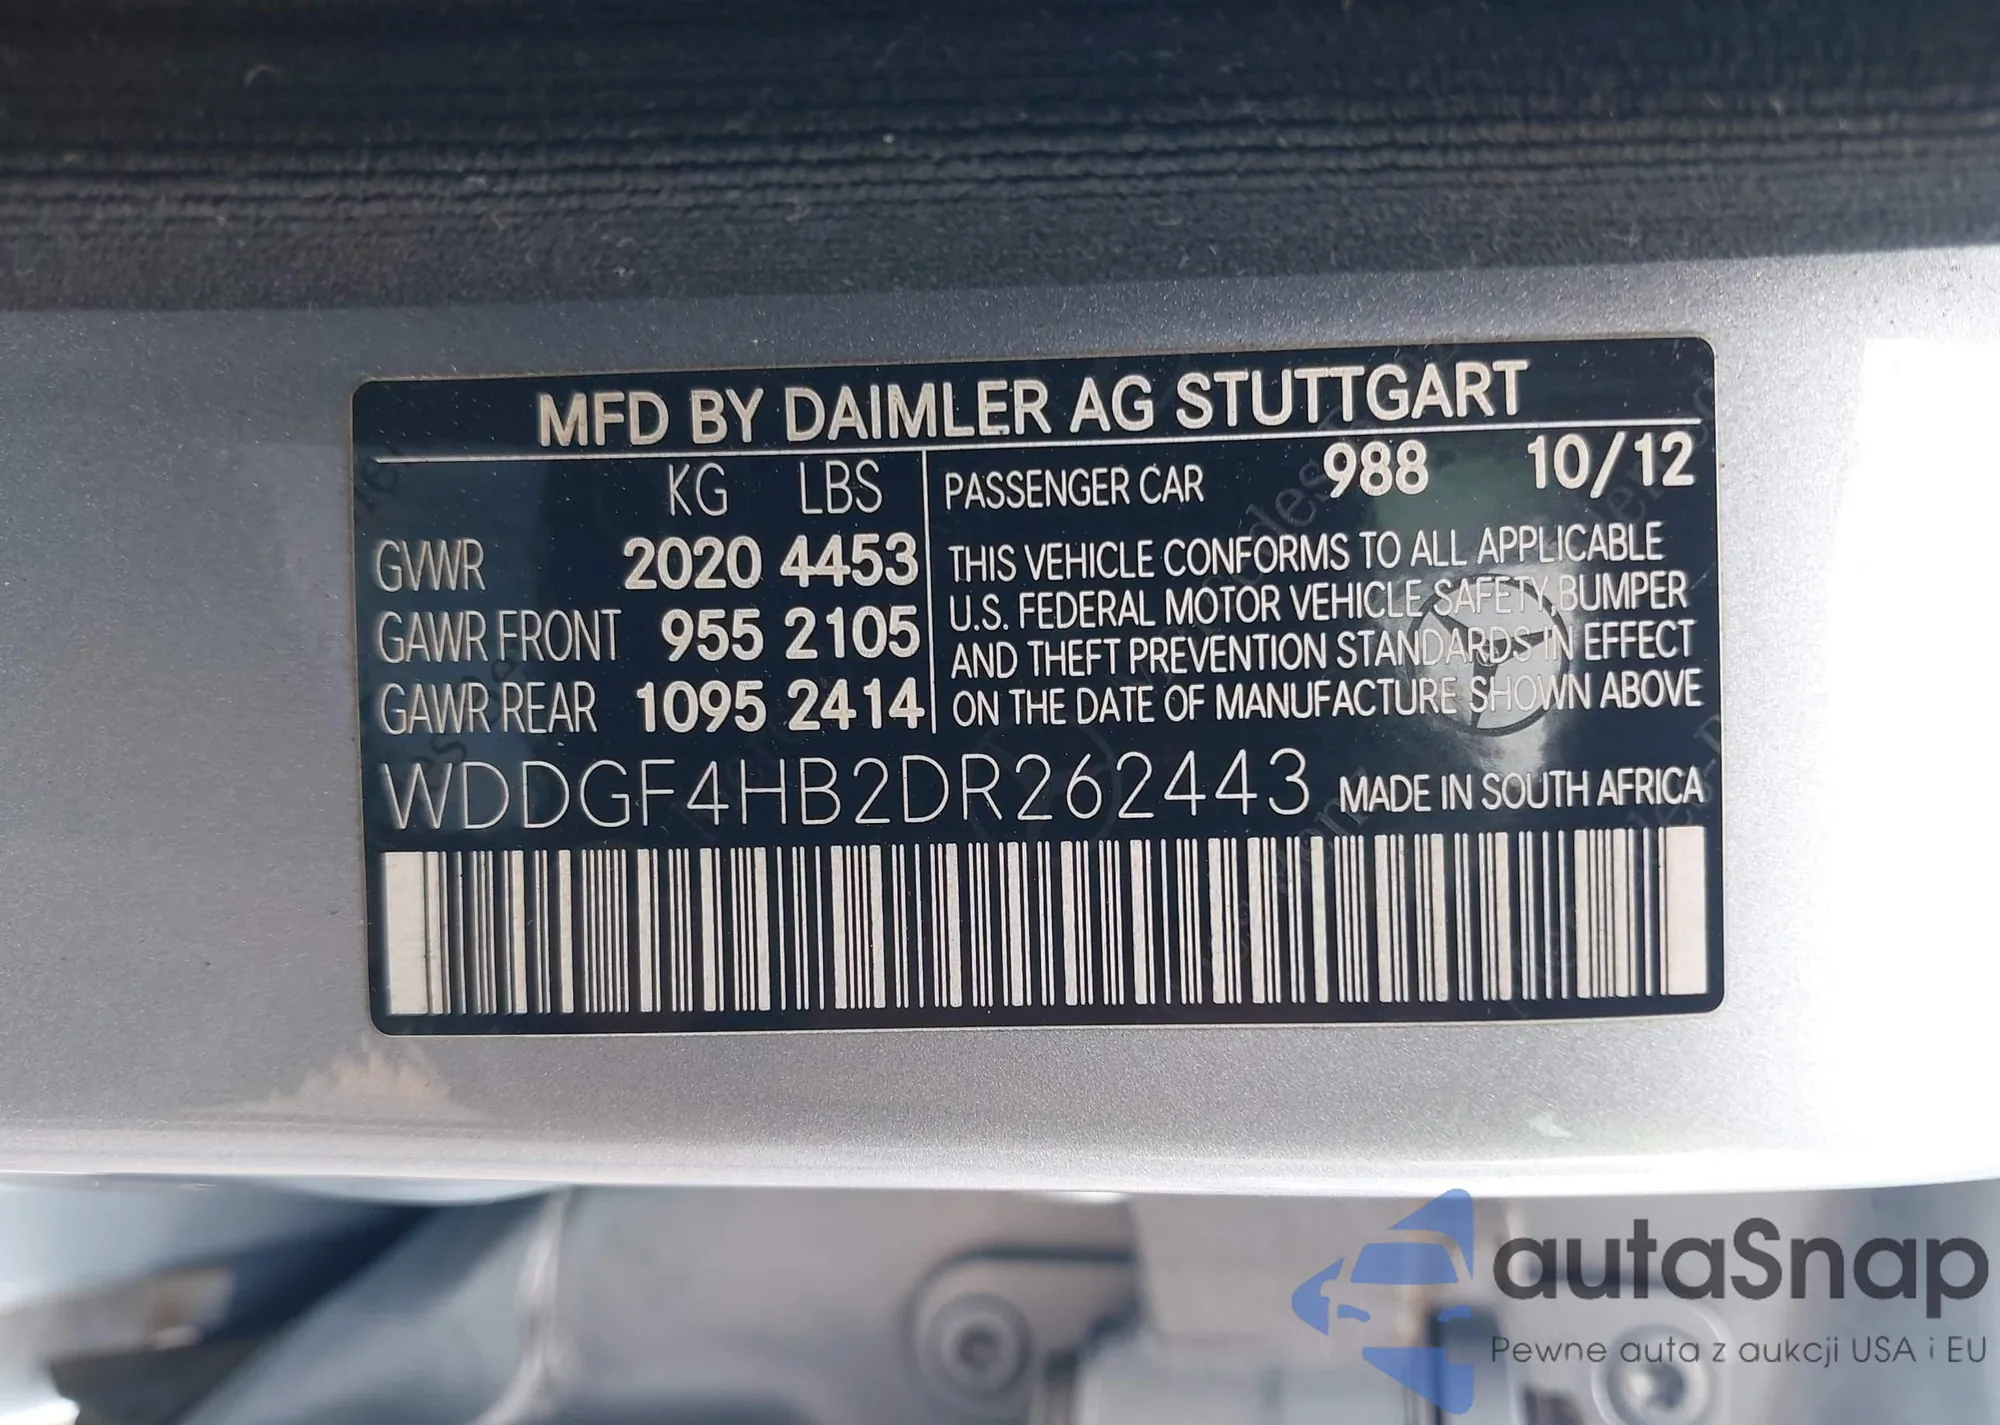 MFD BY DAIMLER AG STUTTGART
KG LBS
GVWR 2020 4453
GAWR FRONT 955 2105
GAWR REAR 1095 2414
PASSENGER CAR 988 10/12
THIS VEHICLE CONFORMS TO ALL APPLICABLE
U.S. FEDERAL MOTOR VEHICLE SAFETY, BUMPER
AND THEFT PREVENTION STANDARDS IN EFFECT
ON THE DATE OF MANUFACTURE SHOWN ABOVE
WDDGF4HB2DR262443 MADE IN SOUTH AFRICA
autaSnap
Pewne auta z aukcji USA i EU